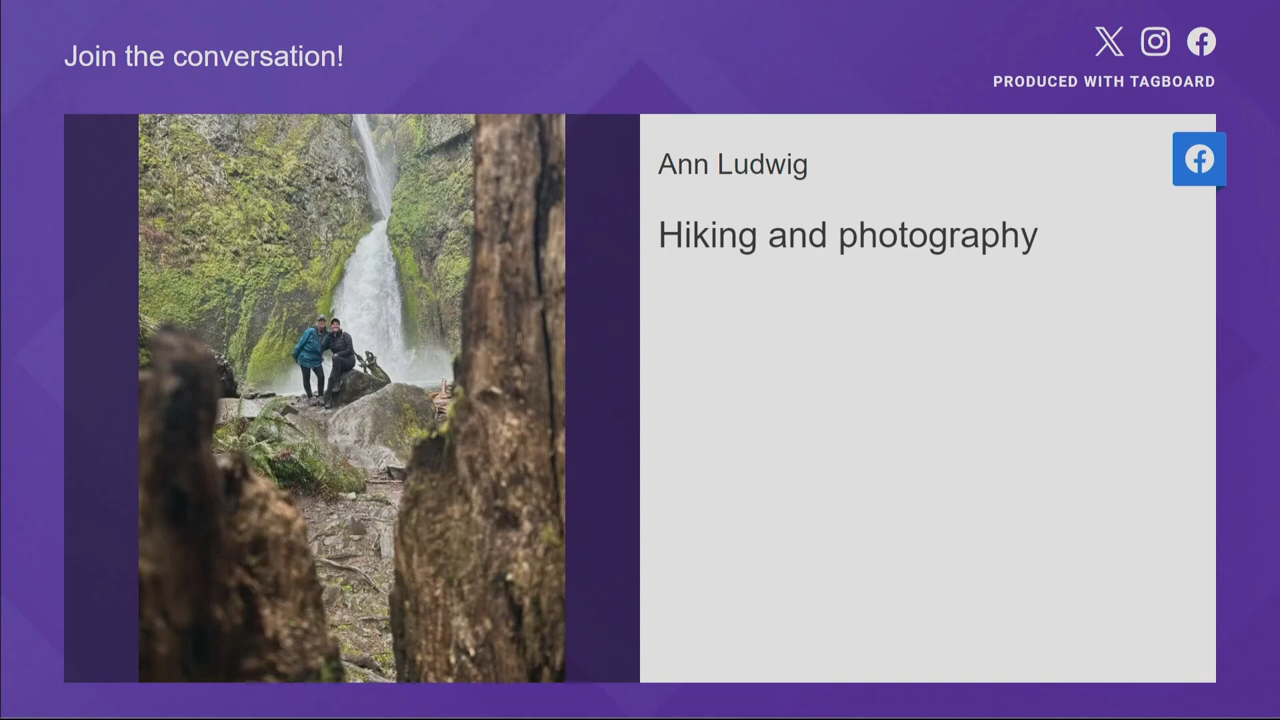 Join the conversation!
PRODUCED WITH TAGBOARD
Ann Ludwig
Hiking and photography